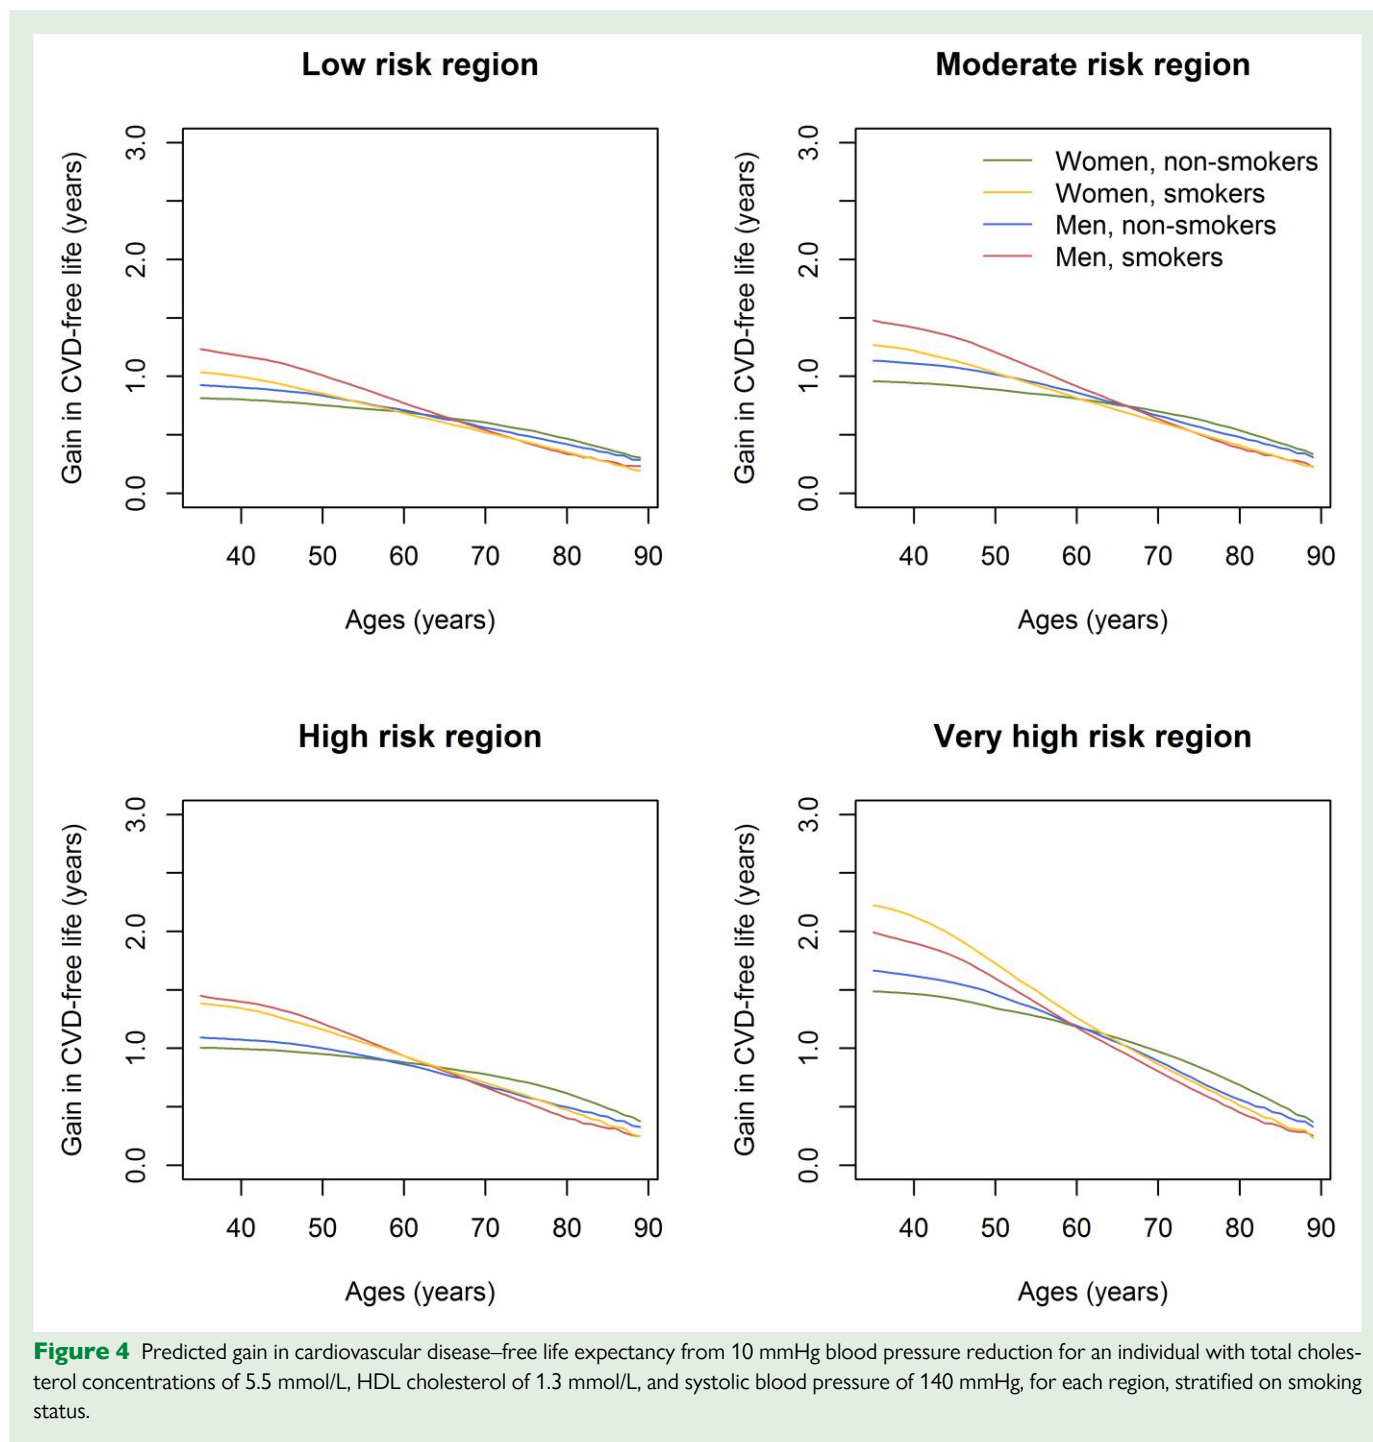 Low risk region
Gain in CVD-free life (years)
3.0
2.0
1.0
0.0
40 50 60 70 80 90
Ages (years)
Moderate risk region
Gain in CVD-free life (years)
3.0
2.0
1.0
0.0
Women, non-smokers
Women, smokers
Men, non-smokers
Men, smokers
40 50 60 70 80 90
Ages (years)
High risk region
Gain in CVD-free life (years)
3.0
2.0
1.0
0.0
40 50 60 70 80 90
Ages (years)
Very high risk region
Gain in CVD-free life (years)
3.0
2.0
1.0
0.0
40 50 60 70 80 90
Ages (years)
Figure 4 Predicted gain in cardiovascular disease–free life expectancy from 10 mmHg blood pressure reduction for an individual with total choles-
terol concentrations of 5.5 mmol/L, HDL cholesterol of 1.3 mmol/L, and systolic blood pressure of 140 mmHg, for each region, stratified on smoking
status.